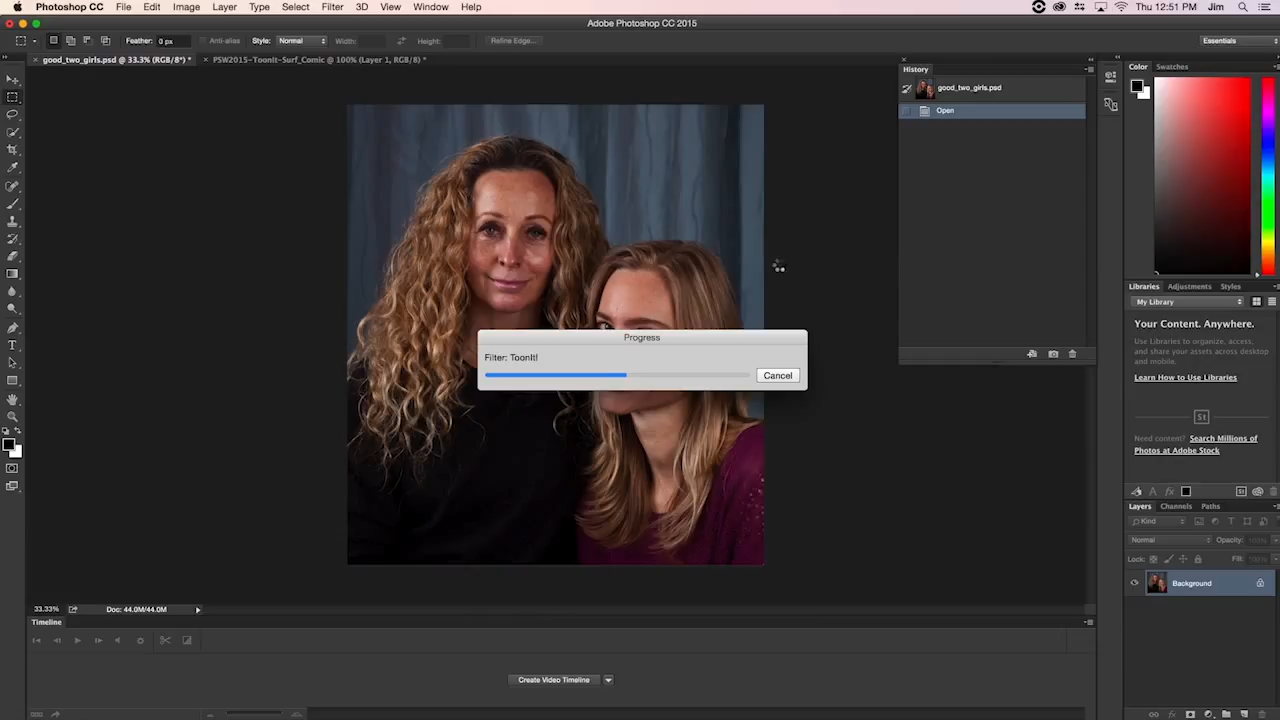 Photoshop CC File Edit Image Layer Type Select Filter 3D View Window Help Thu 12:51 PM Jim
Adobe Photoshop CC 2015
Feather: 0 px Anti-alias Style: Normal Width: Height: Refine Edge... Essentials
good_two_girls.psd @ 33.3% (RGB/8*) * PSW2015-ToonIt-Surf_Comic @ 100% (Layer 1, RGB/8) *
History
good_two_girls.psd
Open
Color Swatches
Libraries Adjustments Styles
My Library
Your Content. Anywhere.
Use Libraries to organize, access,
and share your assets across desktop
and mobile.
Learn How to Use Libraries
St
Need content? Search Millions of
Photos at Adobe Stock
Progress
Filter: ToonIt!
Cancel
Layers Channels Paths
Kind
Normal Opacity: 100%
Lock: Fill: 100%
Background
33.33% Doc: 44.0M/44.0M
Timeline
Create Video Timeline